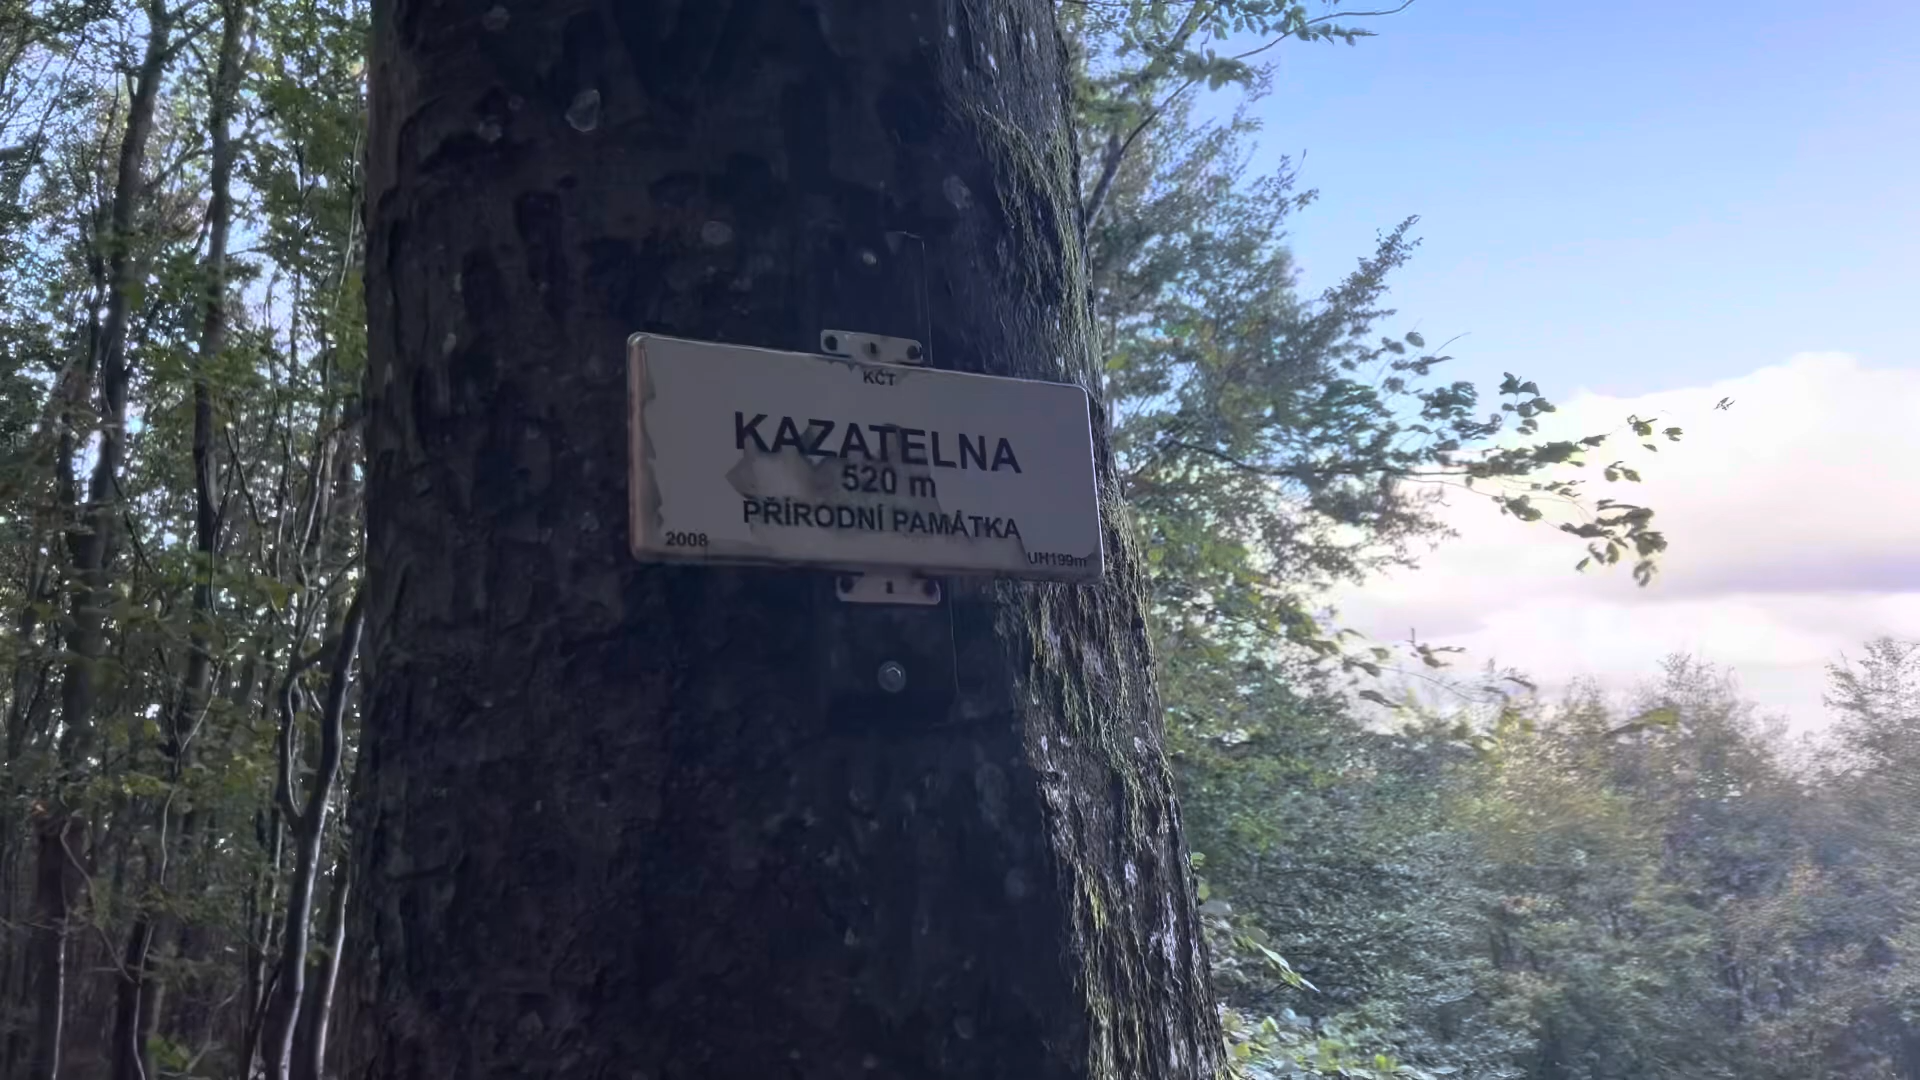 KČT
KAZATELNA
520 m
PŘÍRODNÍ PAMÁTKA
2008 UH199m